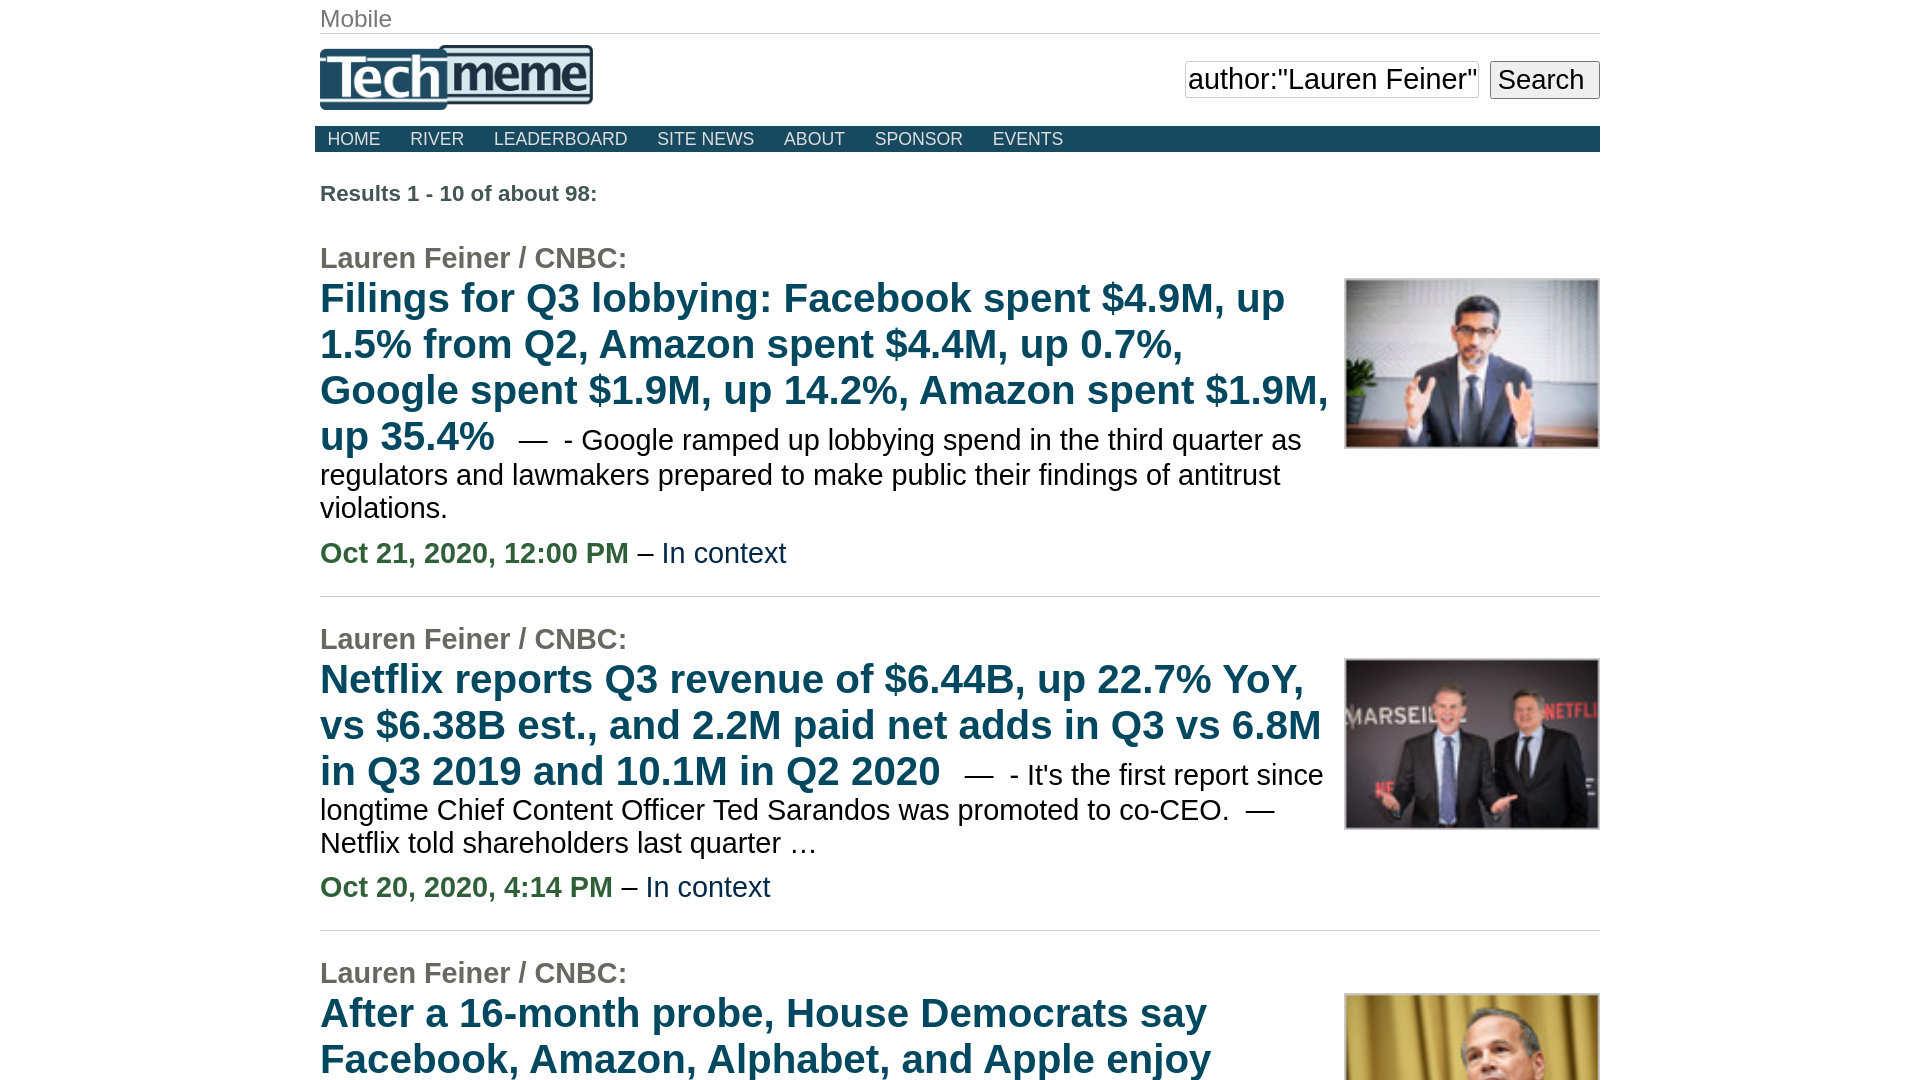 Mobile
Techmeme
author:"Lauren Feiner"
Search
HOME RIVER LEADERBOARD SITE NEWS ABOUT SPONSOR EVENTS
Results 1 - 10 of about 98:
Lauren Feiner / CNBC:
Filings for Q3 lobbying: Facebook spent $4.9M, up
1.5% from Q2, Amazon spent $4.4M, up 0.7%,
Google spent $1.9M, up 14.2%, Amazon spent $1.9M,
up 35.4% — - Google ramped up lobbying spend in the third quarter as
regulators and lawmakers prepared to make public their findings of antitrust
violations.
Oct 21, 2020, 12:00 PM – In context
Lauren Feiner / CNBC:
Netflix reports Q3 revenue of $6.44B, up 22.7% YoY,
vs $6.38B est., and 2.2M paid net adds in Q3 vs 6.8M
in Q3 2019 and 10.1M in Q2 2020 — - It's the first report since
longtime Chief Content Officer Ted Sarandos was promoted to co-CEO. —
Netflix told shareholders last quarter …
Oct 20, 2020, 4:14 PM – In context
Lauren Feiner / CNBC:
After a 16-month probe, House Democrats say
Facebook, Amazon, Alphabet, and Apple enjoy